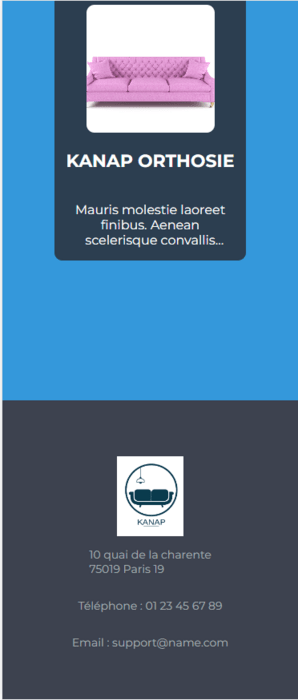 KANAP ORTHOSIE
Mauris molestie laoreet
finibus. Aenean
scelerisque convallis...
KANAP
10 quai de la charente
75019 Paris 19
Téléphone : 01 23 45 67 89
Email : support@name.com